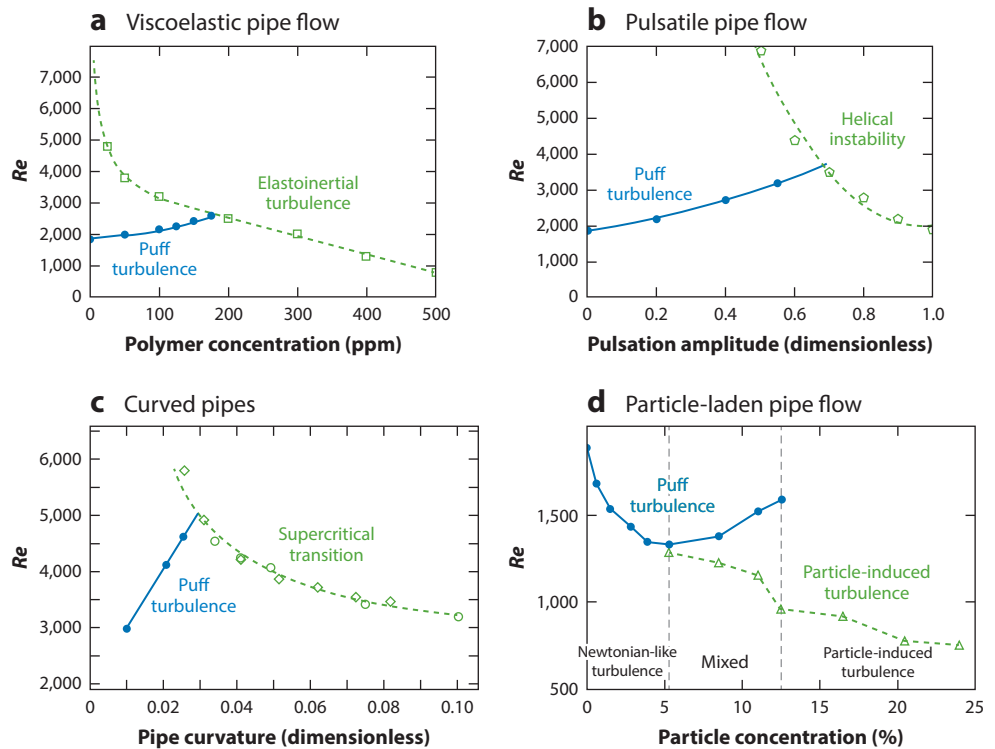 a Viscoelastic pipe flow
7,000
6,000
5,000
4,000
3,000
2,000
1,000
0
Re
Elastoinertial
turbulence
Puff
turbulence
0 100 200 300 400 500
Polymer concentration (ppm)
b Pulsatile pipe flow
7,000
6,000
5,000
4,000
3,000
2,000
1,000
0
Re
Helical
instability
Puff
turbulence
0 0.2 0.4 0.6 0.8 1.0
Pulsation amplitude (dimensionless)
c Curved pipes
6,000
5,000
4,000
3,000
2,000
Re
Supercritical
transition
Puff
turbulence
0 0.02 0.04 0.06 0.08 0.10
Pipe curvature (dimensionless)
d Particle-laden pipe flow
1,500
1,000
500
Re
Puff
turbulence
Particle-induced
turbulence
Newtonian-like
turbulence
Mixed
Particle-induced
turbulence
0 5 10 15 20 25
Particle concentration (%)